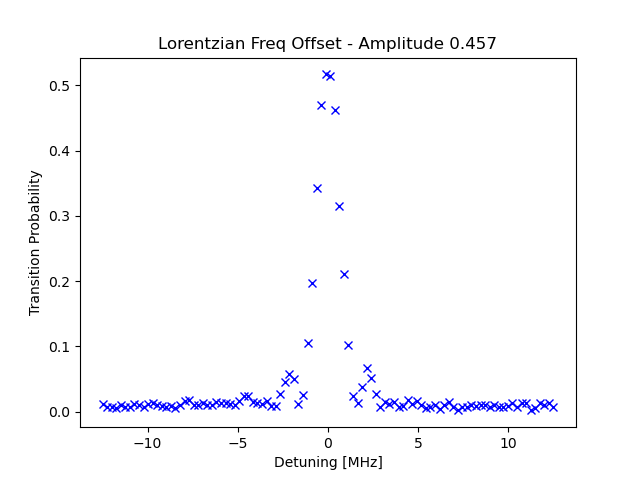 Lorentzian Freq Offset - Amplitude 0.457
Transition Probability
0.5
0.4
0.3
0.2
0.1
0.0
−10 −5 0 5 10
Detuning [MHz]